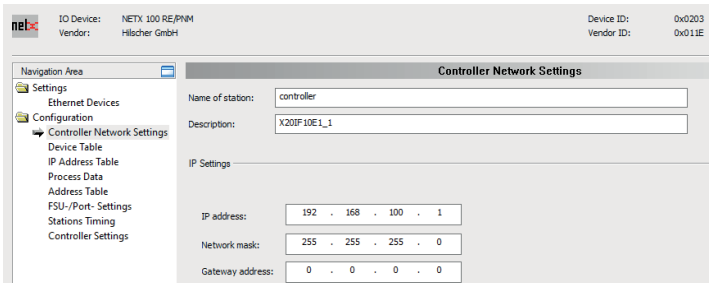 netx
IO Device: NETX 100 RE/PNM Device ID: 0x0203
Vendor: Hilscher GmbH Vendor ID: 0x011E
Navigation Area
Settings
Ethernet Devices
Configuration
Controller Network Settings
Device Table
IP Address Table
Process Data
Address Table
FSU-/Port- Settings
Stations Timing
Controller Settings
Controller Network Settings
Name of station: controller
Description: X20IF10E1_1
IP Settings
IP address: 192 . 168 . 100 . 1
Network mask: 255 . 255 . 255 . 0
Gateway address: 0 . 0 . 0 . 0